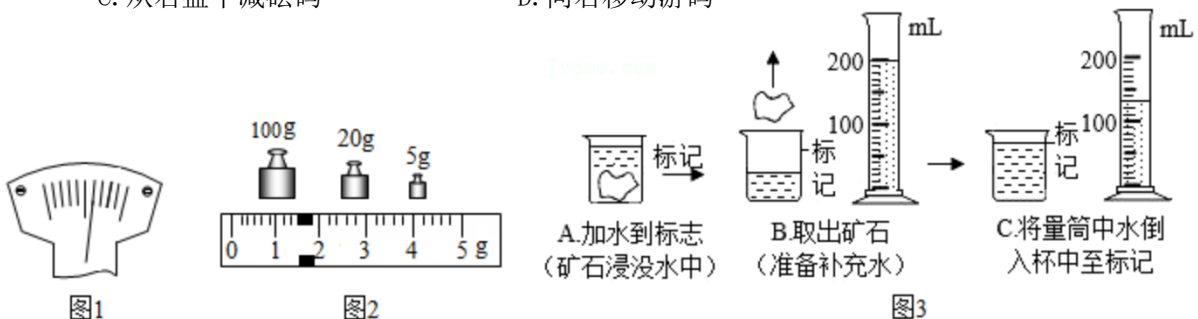 C. 从右盘中减砝码 D. 向右移动游码
jyeoo.com
100g
20g
5g
0 1 2 3 4 5 g
图1
图2
标记
A.加水到标志
(矿石浸没水中)
mL
200
100
标
记
B.取出矿石
(准备补充水)
mL
200
100
标
记
C.将量筒中水倒
入杯中至标记
图3